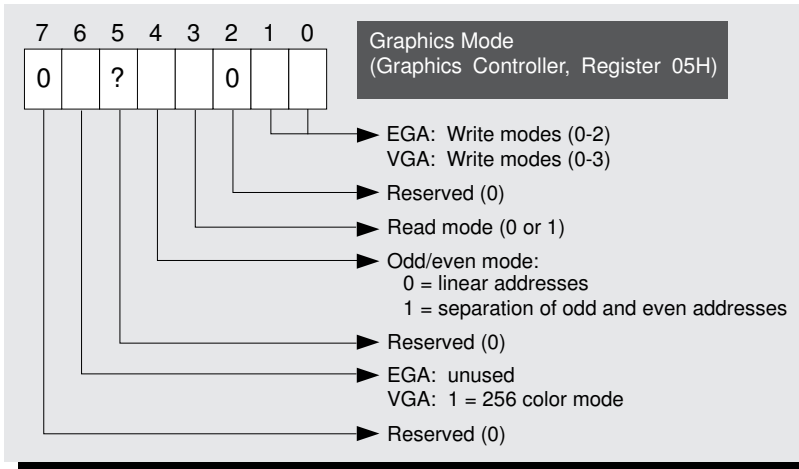 7 6 5 4 3 2 1 0
0 ? 0
Graphics Mode
(Graphics Controller, Register 05H)
EGA: Write modes (0-2)
VGA: Write modes (0-3)
Reserved (0)
Read mode (0 or 1)
Odd/even mode:
0 = linear addresses
1 = separation of odd and even addresses
Reserved (0)
EGA: unused
VGA: 1 = 256 color mode
Reserved (0)